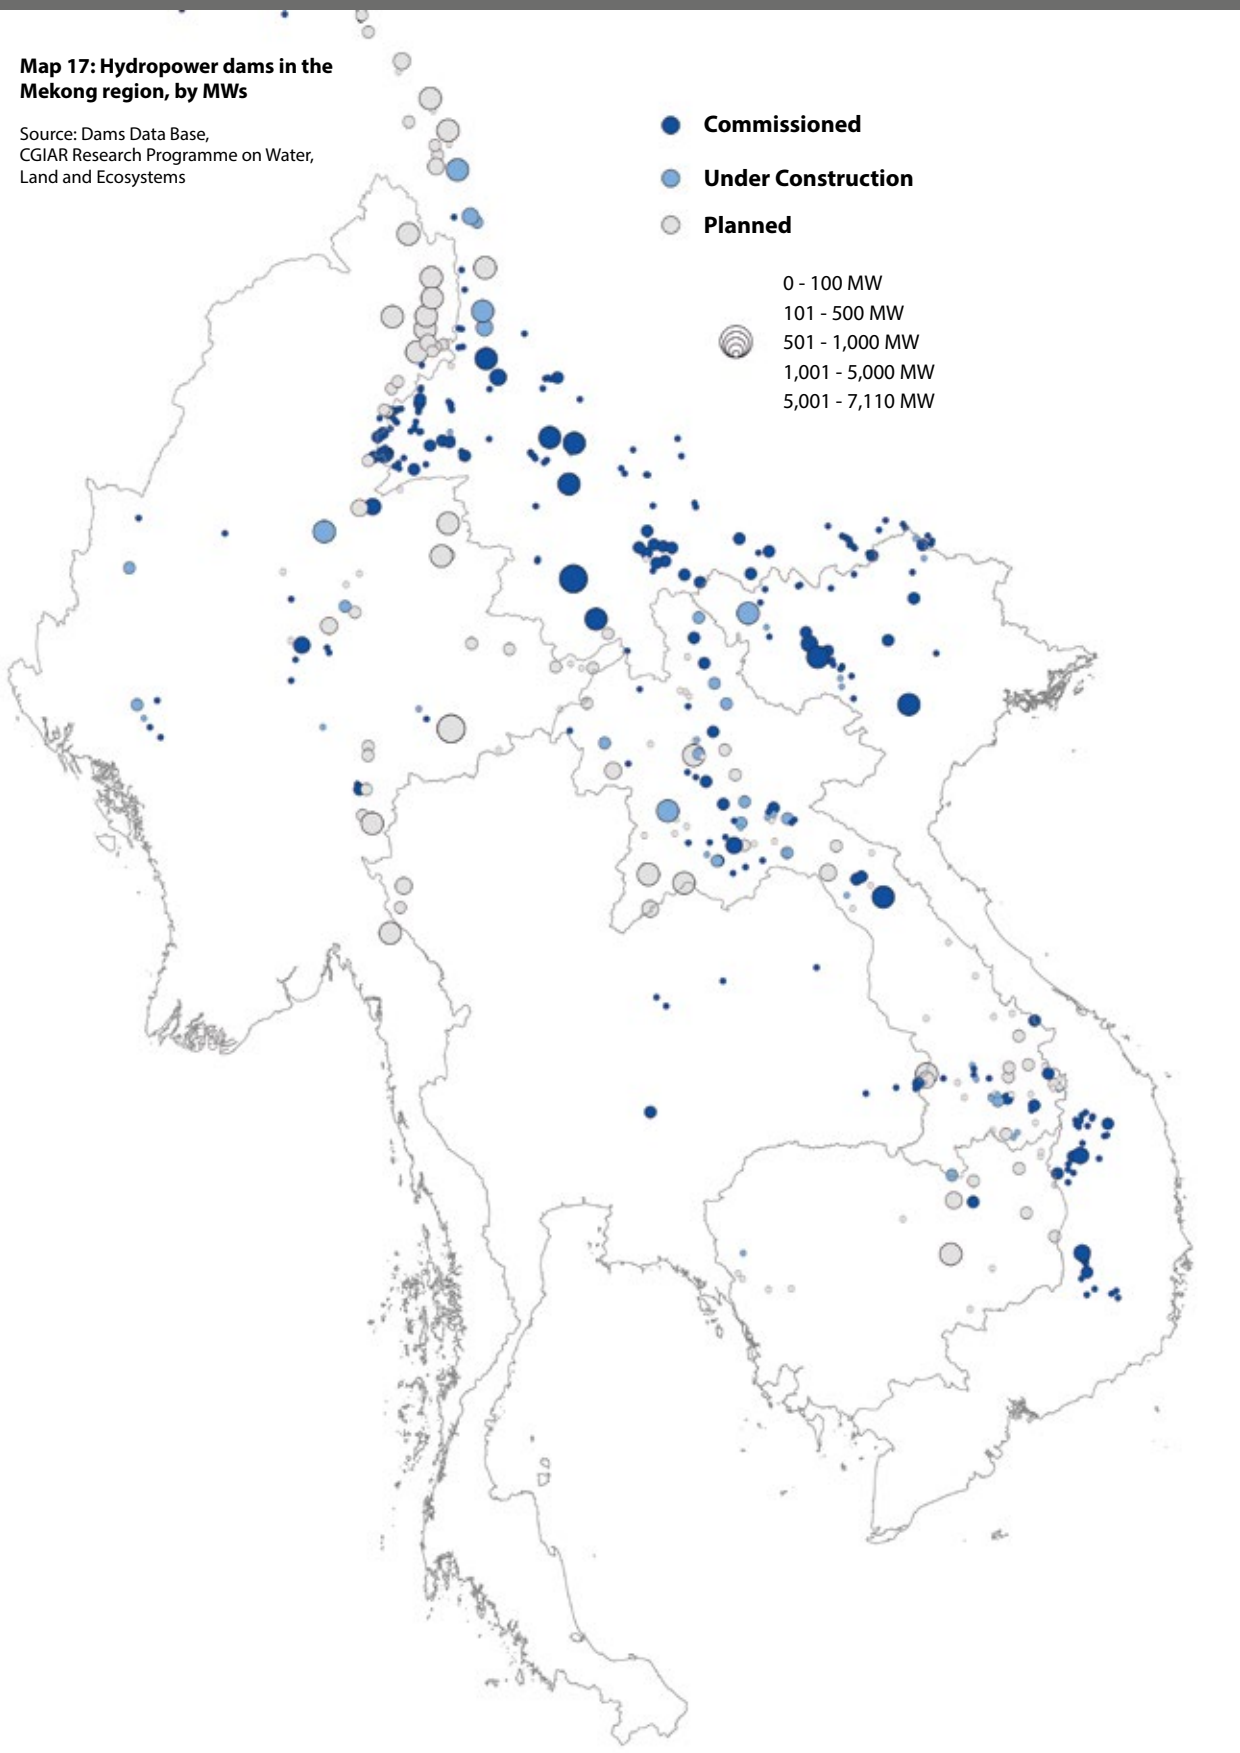 Map 17: Hydropower dams in the
Mekong region, by MWs
Source: Dams Data Base,
CGIAR Research Programme on Water,
Land and Ecosystems
Commissioned
Under Construction
Planned
0 - 100 MW
101 - 500 MW
501 - 1,000 MW
1,001 - 5,000 MW
5,001 - 7,110 MW